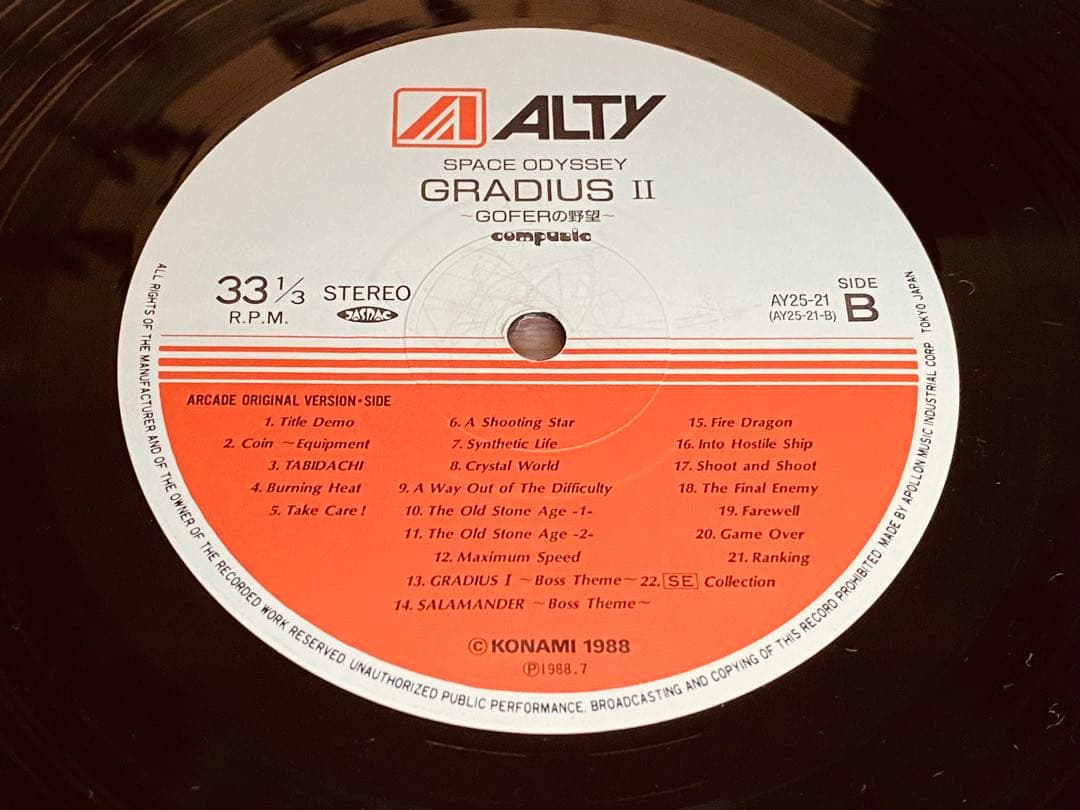 ALTY
SPACE ODYSSEY
GRADIUS II
~GOFERの野望~
compusic
33 1/3
R.P.M.
STEREO
JASRAC
AY25-21
(AY25-21-B)
SIDE
B
ARCADE ORIGINAL VERSION·SIDE
1. Title Demo
2. Coin ~Equipment
3. TABIDACHI
4. Burning Heat
5. Take Care!
6. A Shooting Star
7. Synthetic Life
8. Crystal World
9. A Way Out of The Difficulty
10. The Old Stone Age -1-
11. The Old Stone Age -2-
12. Maximum Speed
13. GRADIUS I ~Boss Theme~
14. SALAMANDER ~Boss Theme~
15. Fire Dragon
16. Into Hostile Ship
17. Shoot and Shoot
18. The Final Enemy
19. Farewell
20. Game Over
21. Ranking
22. SE Collection
©KONAMI 1988
Ⓟ1988.7
ALL RIGHTS OF THE MANUFACTURER AND OF THE OWNER OF THE RECORDED WORK RESERVED. UNAUTHORIZED PUBLIC PERFORMANCE. BROADCASTING AND COPYING OF THIS RECORD PROHIBITED. MADE BY APOLLON MUSIC INDUSTRIAL CORP TOKYO JAPAN